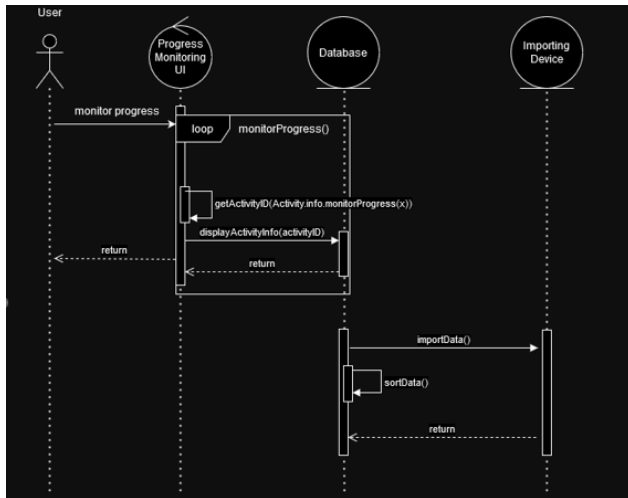 User
Progress
Monitoring
UI
Database
Importing
Device
monitor progress
loop
monitorProgress()
getActivityID(Activity.info.monitorProgress(x))
displayActivityInfo(activityID)
return
return
importData()
sortData()
return